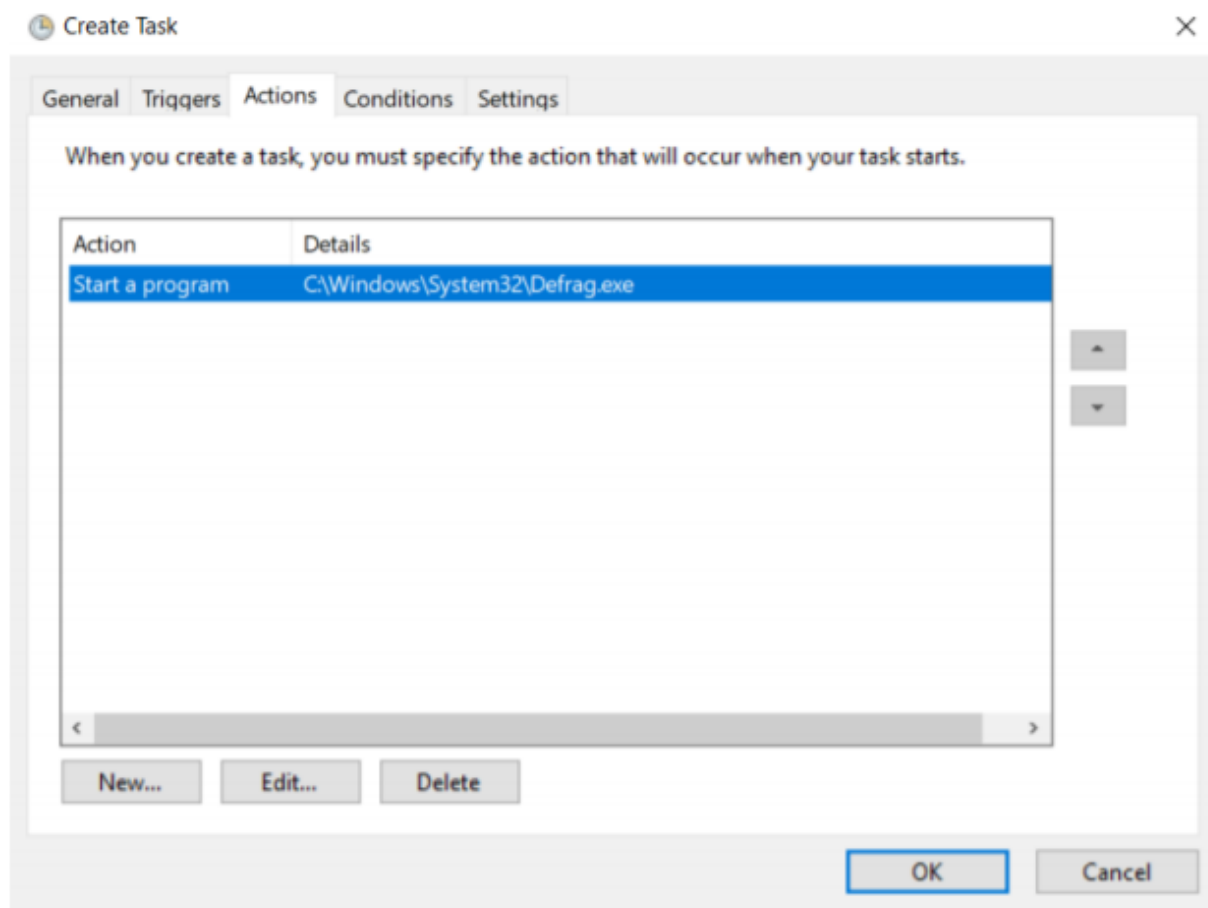 Create Task
General Triggers Actions Conditions Settings
When you create a task, you must specify the action that will occur when your task starts.
Action Details
Start a program C:\Windows\System32\Defrag.exe
New... Edit... Delete
OK Cancel